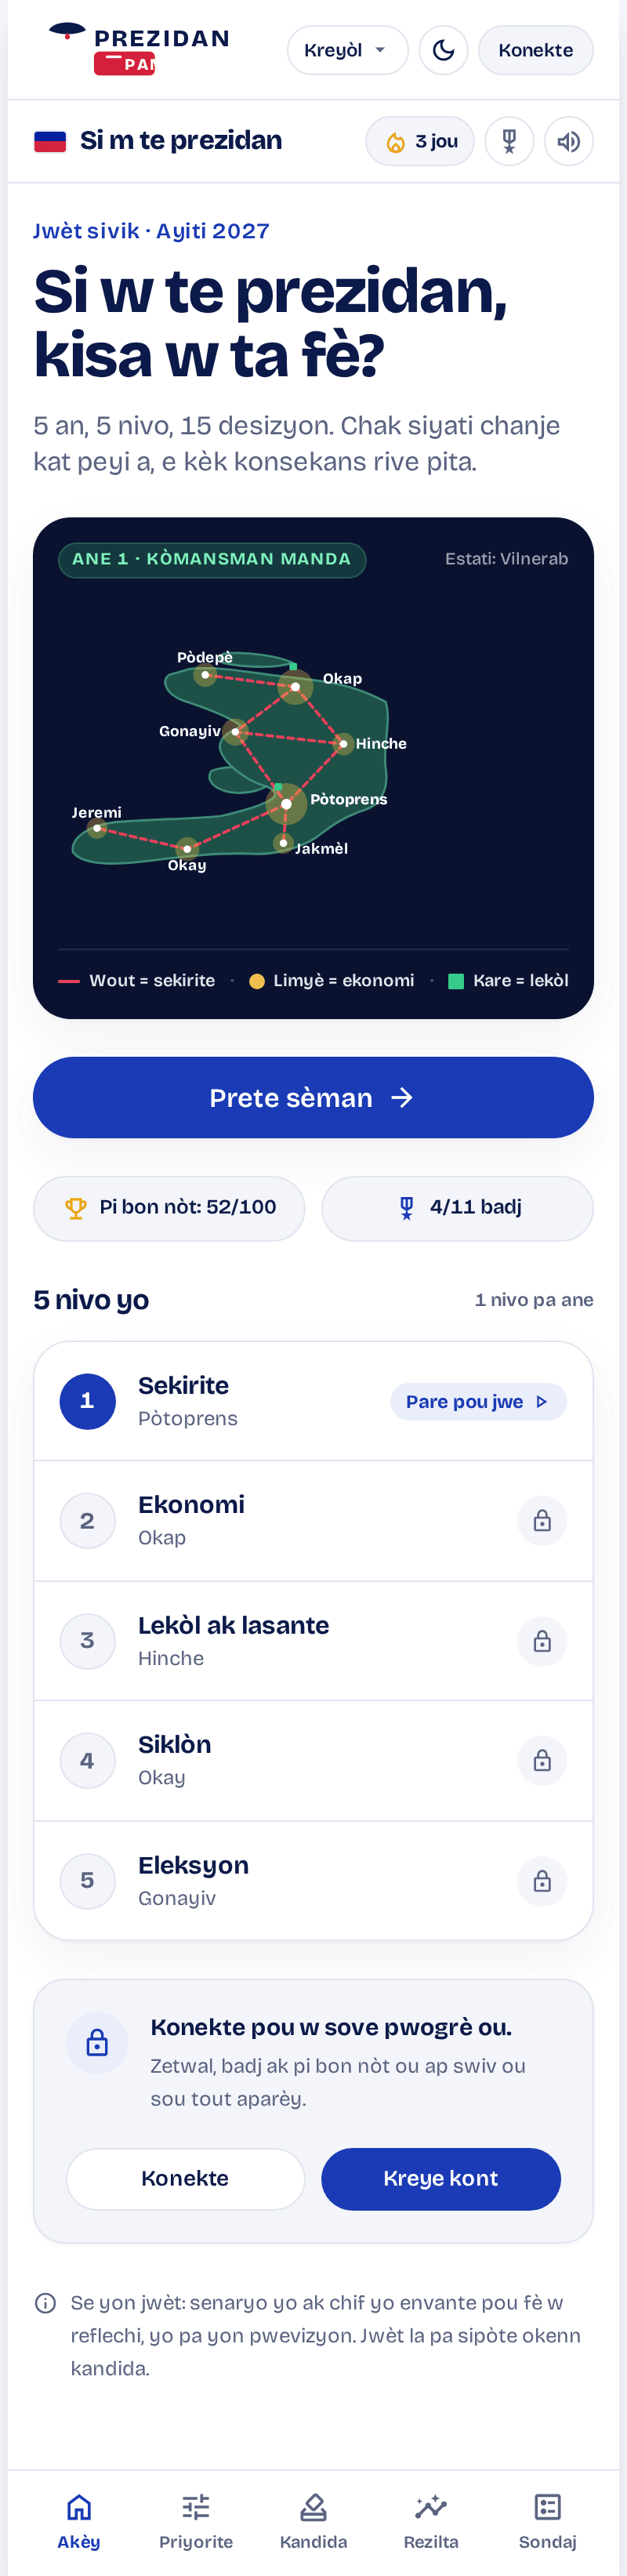 PREZIDAN
PAN
Kreyòl
Konekte
Si m te prezidan
3 jou
Jwèt sivik · Ayiti 2027
Si w te prezidan,
kisa w ta fè?
5 an, 5 nivo, 15 desizyon. Chak siyati chanje
kat peyi a, e kèk konsekans rive pita.
ANE 1 · KÒMANSMAN MANDA
Estati: Vilnerab
Pòdepè
Okap
Gonayiv
Hinche
Pòtoprens
Jeremi
Jakmèl
Okay
Wout = sekirite · Limyè = ekonomi · Kare = lekòl
Prete sèman
Pi bon nòt: 52/100
4/11 badj
5 nivo yo
1 nivo pa ane
1
Sekirite
Pòtoprens
Pare pou jwe
2
Ekonomi
Okap
3
Lekòl ak lasante
Hinche
4
Siklòn
Okay
5
Eleksyon
Gonayiv
Konekte pou w sove pwogrè ou.
Zetwal, badj ak pi bon nòt ou ap swiv ou
sou tout aparèy.
Konekte
Kreye kont
Se yon jwèt: senaryo yo ak chif yo envante pou fè w
reflechi, yo pa yon pwevizyon. Jwèt la pa sipòte okenn
kandida.
Akèy
Priyorite
Kandida
Rezilta
Sondaj